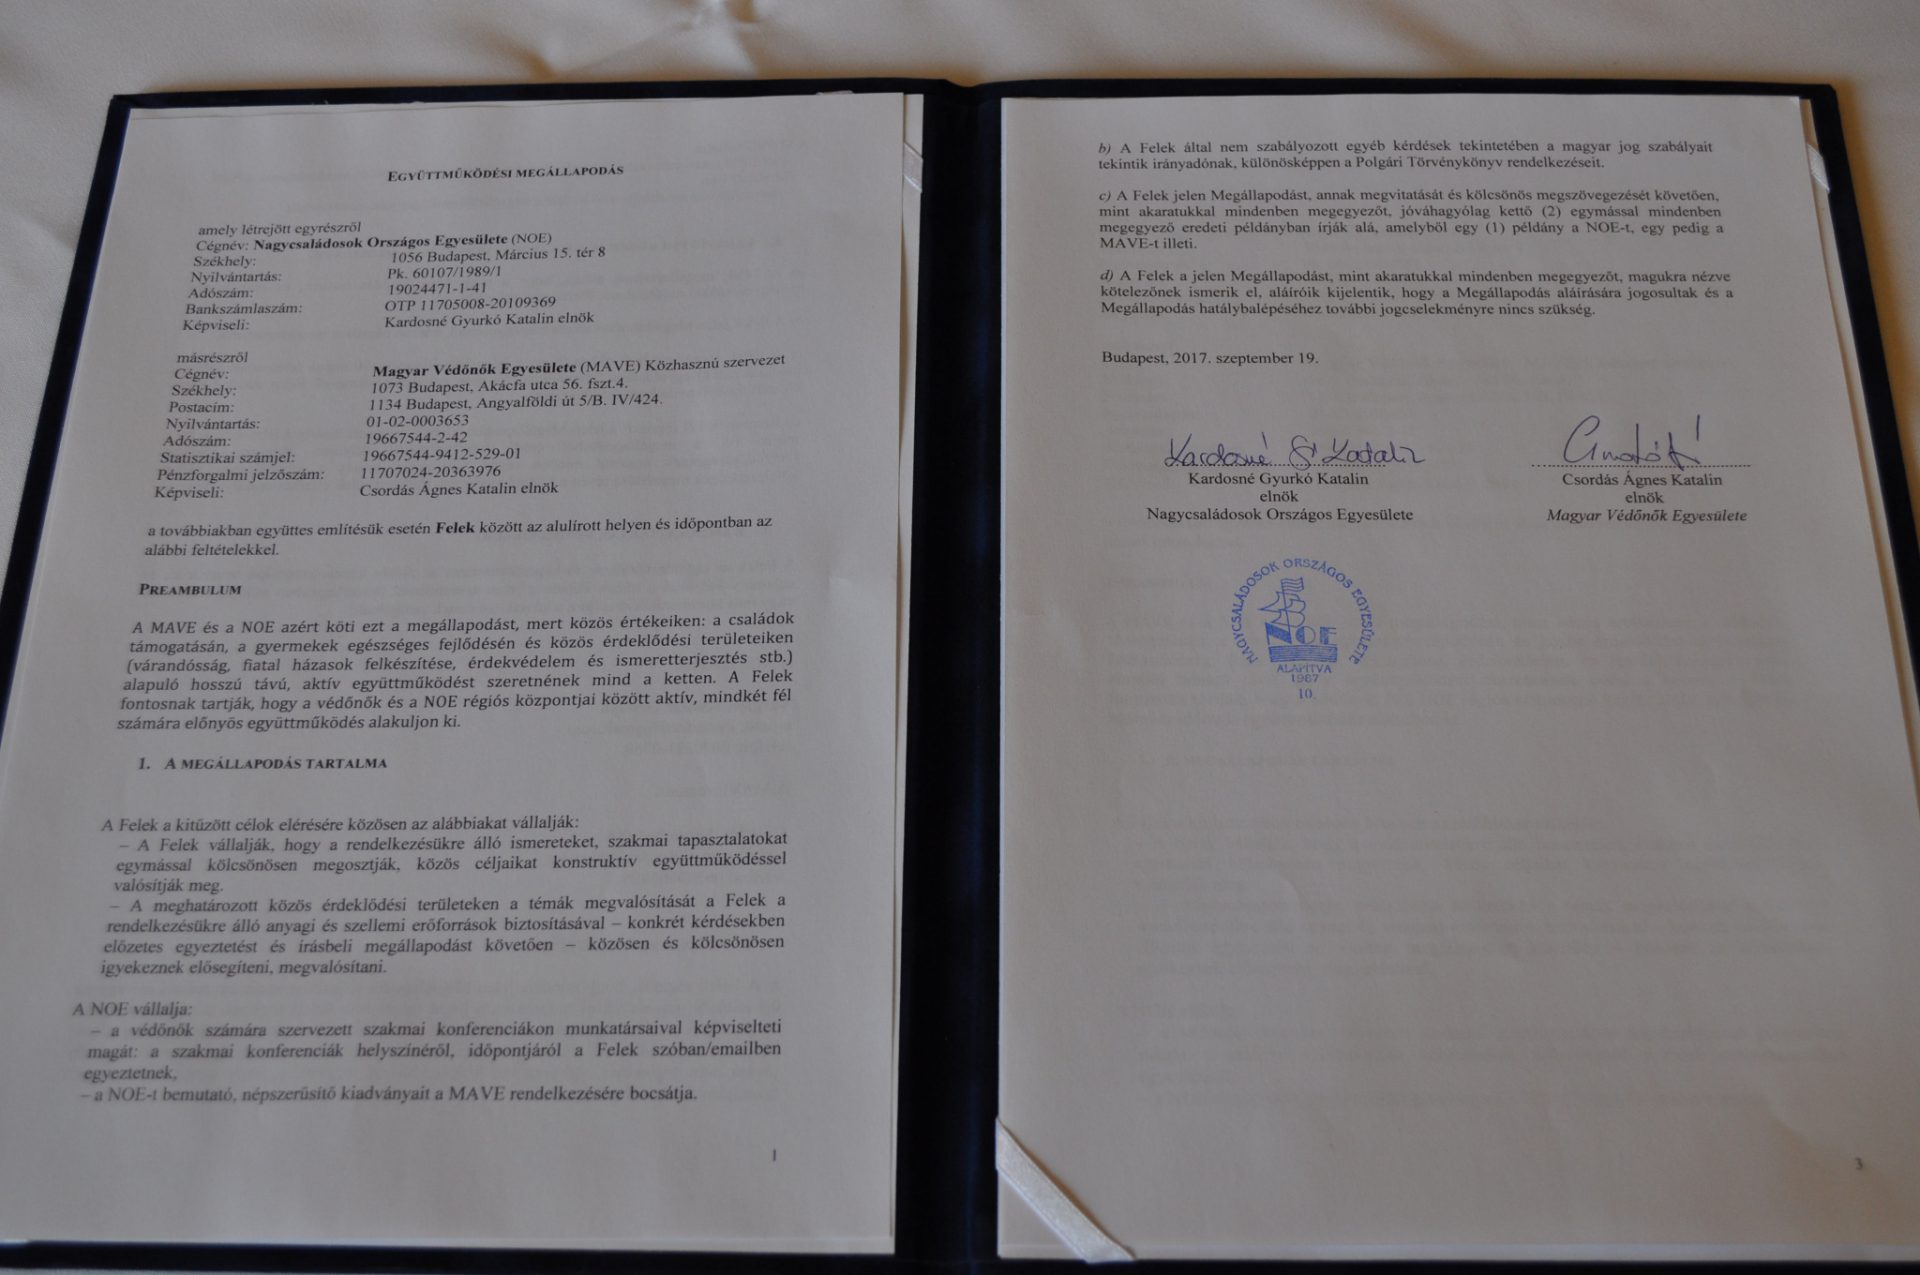 EGYÜTTMŰKÖDÉSI MEGÁLLAPODÁS
amely létrejött egyrészről
Cégnév: Nagycsaládosok Országos Egyesülete (NOE)
Székhely: 1056 Budapest, Március 15. tér 8
Nyilvántartás: Pk. 60107/1989/1
Adószám: 19024471-1-41
Bankszámlaszám: OTP 11705008-20109369
Képviseli: Kardosné Gyurkó Katalin elnök
másrészről
Cégnév: Magyar Védőnők Egyesülete (MAVE) Közhasznú szervezet
Székhely: 1073 Budapest, Akácfa utca 56. fszt.4.
Postacím: 1134 Budapest, Angyalföldi út 5/B. IV/424.
Nyilvántartás: 01-02-0003653
Adószám: 19667544-2-42
Statisztikai számjel: 19667544-9412-529-01
Pénzforgalmi jelzőszám: 11707024-20363976
Képviseli: Csordás Ágnes Katalin elnök
a továbbiakban együttes említésük esetén Felek között az alulírott helyen és időpontban az
alábbi feltételekkel.
PREAMBULUM
A MAVE és a NOE azért köti ezt a megállapodást, mert közös értékeiken: a családok
támogatásán, a gyermekek egészséges fejlődésén és közös érdeklődési területeiken
(várandósság, fiatal házasok felkészítése, érdekvédelem és ismeretterjesztés stb.)
alapuló hosszú távú, aktív együttműködést szeretnének mind a ketten. A Felek
fontosnak tartják, hogy a védőnők és a NOE régiós központjai között aktív, mindkét fél
számára előnyös együttműködés alakuljon ki.
1. A MEGÁLLAPODÁS TARTALMA
A Felek a kitűzött célok elérésére közösen az alábbiakat vállalják:
– A Felek vállalják, hogy a rendelkezésükre álló ismereteket, szakmai tapasztalatokat
egymással kölcsönösen megosztják, közös céljaikat konstruktív együttműködéssel
valósítják meg.
– A meghatározott közös érdeklődési területeken a témák megvalósítását a Felek a
rendelkezésükre álló anyagi és szellemi erőforrások biztosításával – konkrét kérdésekben
előzetes egyeztetést és írásbeli megállapodást követően – közösen és kölcsönösen
igyekeznek elősegíteni, megvalósítani.
A NOE vállalja:
– a védőnők számára szervezett szakmai konferenciákon munkatársaival képviselteti
magát: a szakmai konferenciák helyszínéről, időpontjáról a Felek szóban/emailben
egyeztetnek,
– a NOE-t bemutató, népszerűsítő kiadványait a MAVE rendelkezésére bocsátja.
1
b) A Felek által nem szabályozott egyéb kérdések tekintetében a magyar jog szabályait
tekintik irányadónak, különösképpen a Polgári Törvénykönyv rendelkezéseit.
c) A Felek jelen Megállapodást, annak megvitatását és kölcsönös megszövegezését követően,
mint akaratukkal mindenben megegyezőt, jóváhagyólag kettő (2) egymással mindenben
megegyező eredeti példányban írják alá, amelyből egy (1) példány a NOE-t, egy pedig a
MAVE-t illeti.
d) A Felek a jelen Megállapodást, mint akaratukkal mindenben megegyezőt, magukra nézve
kötelezőnek ismerik el, aláíróik kijelentik, hogy a Megállapodás aláírására jogosultak és a
Megállapodás hatálybalépéséhez további jogcselekményre nincs szükség.
Budapest, 2017. szeptember 19.
Kardosné Gy Katalin
Kardosné Gyurkó Katalin Csordás Ágnes Katalin
elnök elnök
Nagycsaládosok Országos Egyesülete Magyar Védőnők Egyesülete
NAGYCSALÁDOSOK ORSZÁGOS EGYESÜLETE
NOE
ALAPÍTVA
1987
10.
3